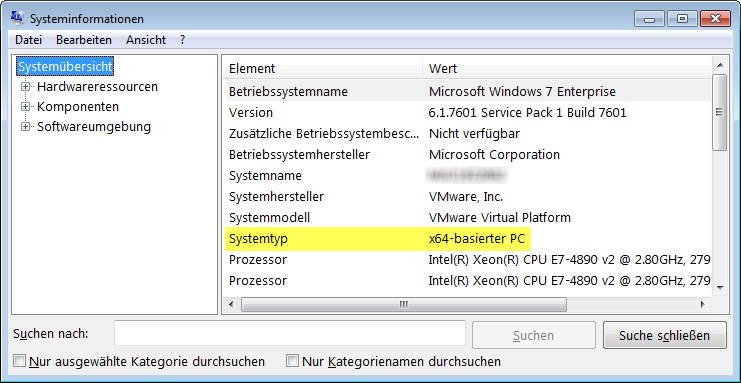 Systeminformationen
Datei Bearbeiten Ansicht ?
Systemübersicht
Hardwareressourcen
Komponenten
Softwareumgebung
Element Wert
Betriebssystemname Microsoft Windows 7 Enterprise
Version 6.1.7601 Service Pack 1 Build 7601
Zusätzliche Betriebssystembesc... Nicht verfügbar
Betriebssystemhersteller Microsoft Corporation
Systemname
Systemhersteller VMware, Inc.
Systemmodell VMware Virtual Platform
Systemtyp x64-basierter PC
Prozessor Intel(R) Xeon(R) CPU E7-4890 v2 @ 2.80GHz, 279
Prozessor Intel(R) Xeon(R) CPU E7-4890 v2 @ 2.80GHz, 279
Suchen nach: Suchen Suche schließen
Nur ausgewählte Kategorie durchsuchen Nur Kategorienamen durchsuchen